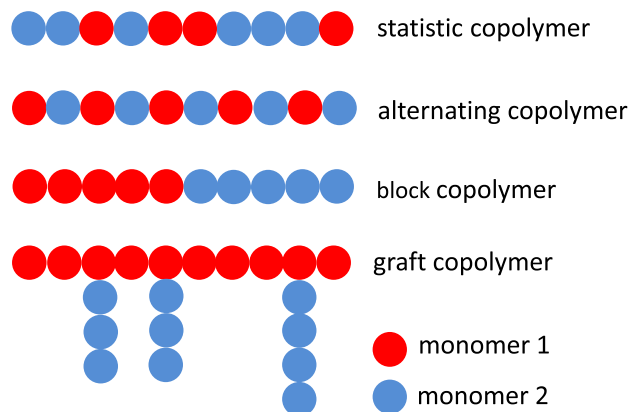 statistic copolymer
alternating copolymer
block copolymer
graft copolymer
monomer 1
monomer 2